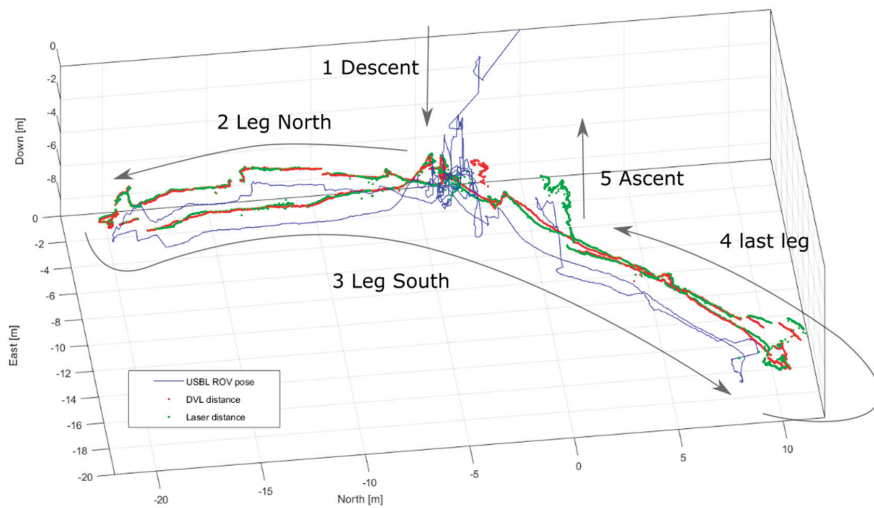 0
-2
-4
-6
-8
Down [m]
1 Descent
2 Leg North
3 Leg South
4 last leg
5 Ascent
0
-2
-4
-6
-8
-10
-12
-14
-16
-18
-20
East [m]
USBL ROV pose
DVL distance
Laser distance
-20
-15
-10
-5
0
5
10
North [m]